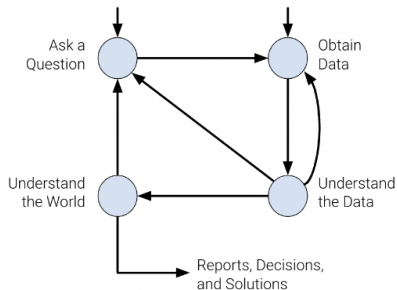 Ask a
Question
Obtain
Data
Understand
the World
Understand
the Data
Reports, Decisions,
and Solutions